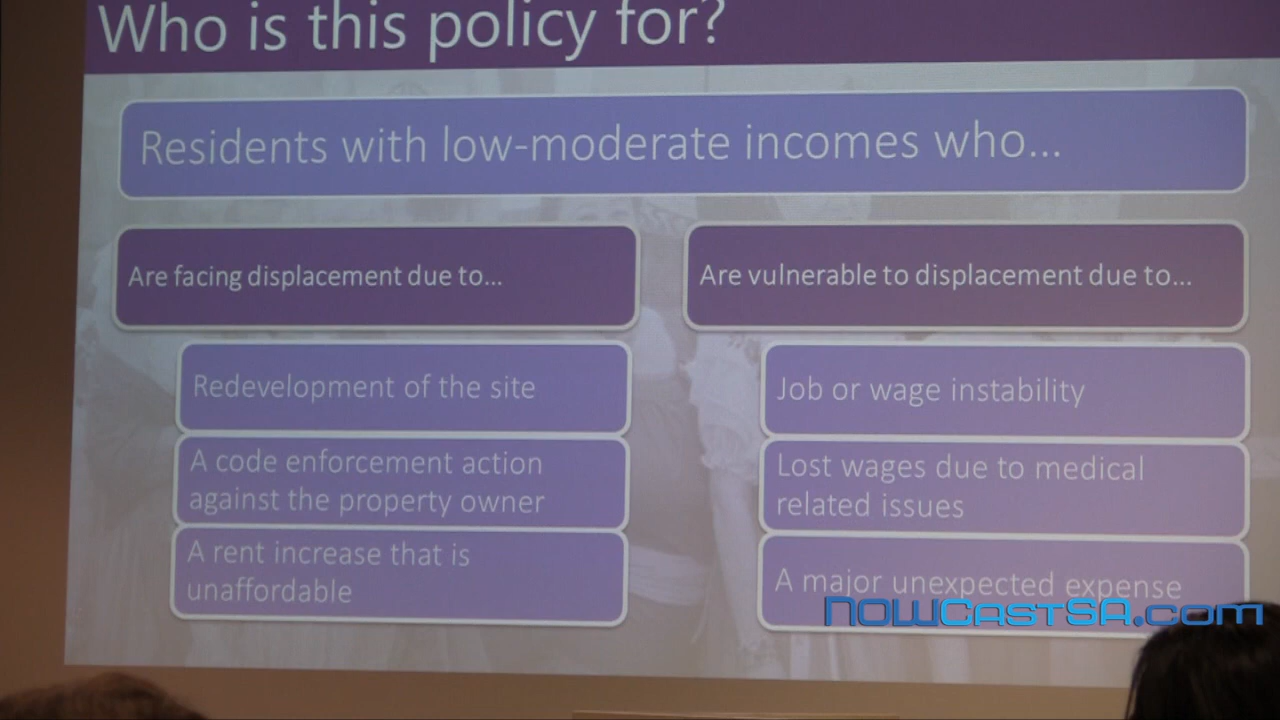 Who is this policy for?
Residents with low-moderate incomes who...
Are facing displacement due to...
Redevelopment of the site
A code enforcement action
against the property owner
A rent increase that is
unaffordable
Are vulnerable to displacement due to...
Job or wage instability
Lost wages due to medical
related issues
A major unexpected expense
NOWCASTSA.com